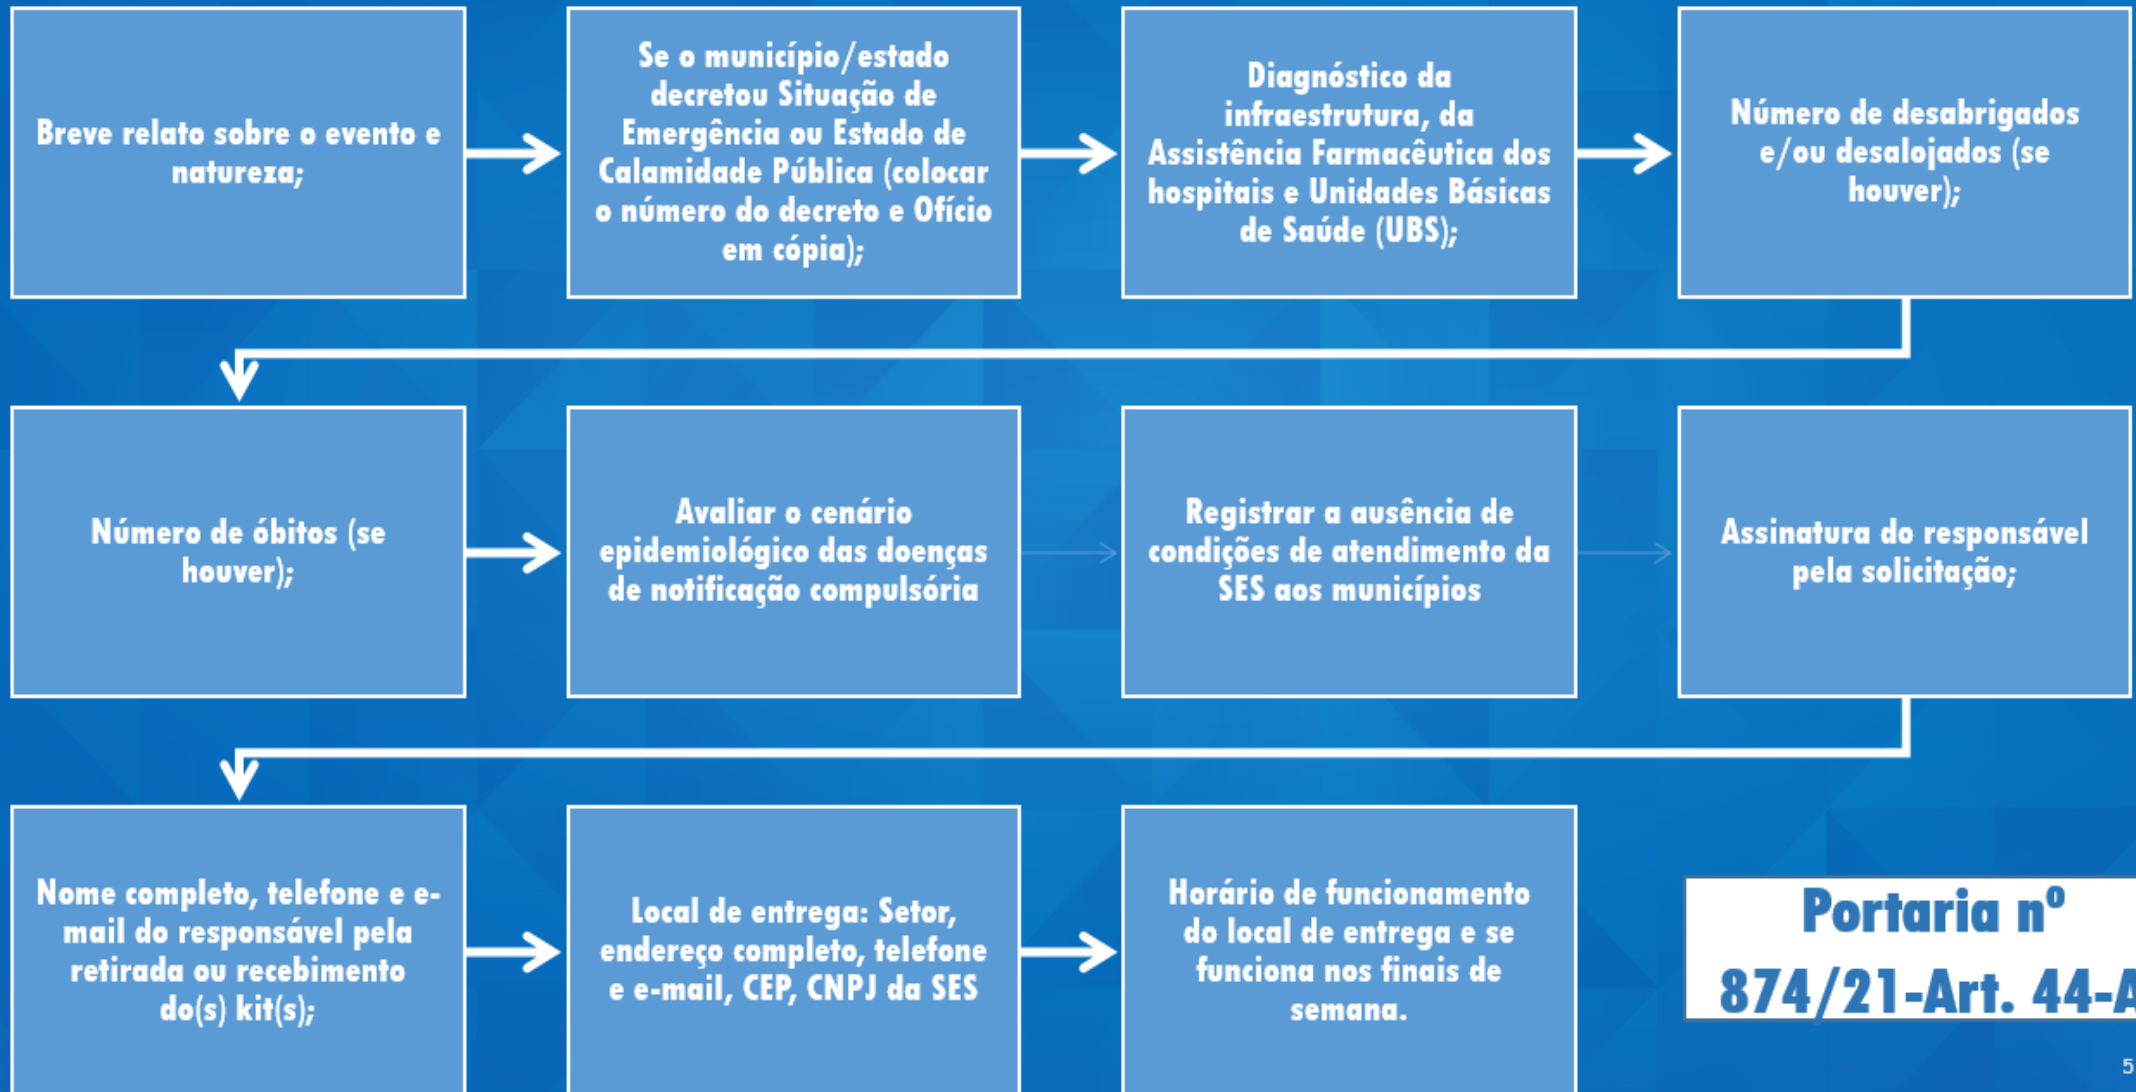 Breve relato sobre o evento e
natureza;
Se o município/estado
decretou Situação de
Emergência ou Estado de
Calamidade Pública (colocar
o número do decreto e Ofício
em cópia);
Diagnóstico da
infraestrutura, da
Assistência Farmacêutica dos
hospitais e Unidades Básicas
de Saúde (UBS);
Número de desabrigados
e/ou desalojados (se
houver);
Número de óbitos (se
houver);
Avaliar o cenário
epidemiológico das doenças
de notificação compulsória
Registrar a ausência de
condições de atendimento da
SES aos municípios
Assinatura do responsável
pela solicitação;
Nome completo, telefone e e-
mail do responsável pela
retirada ou recebimento
do(s) kit(s);
Local de entrega: Setor,
endereço completo, telefone
e e-mail, CEP, CNPJ da SES
Horário de funcionamento
do local de entrega e se
funciona nos finais de
semana.
Portaria nº
874/21-Art. 44-A
5